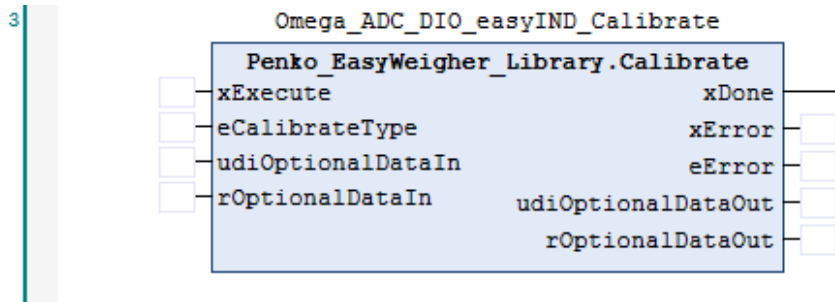 3
Omega_ADC_DIO_easyIND_Calibrate
Penko_EasyWeigher_Library.Calibrate
xExecute xDone
eCalibrateType xError
udiOptionalDataIn eError
rOptionalDataIn udiOptionalDataOut
rOptionalDataOut